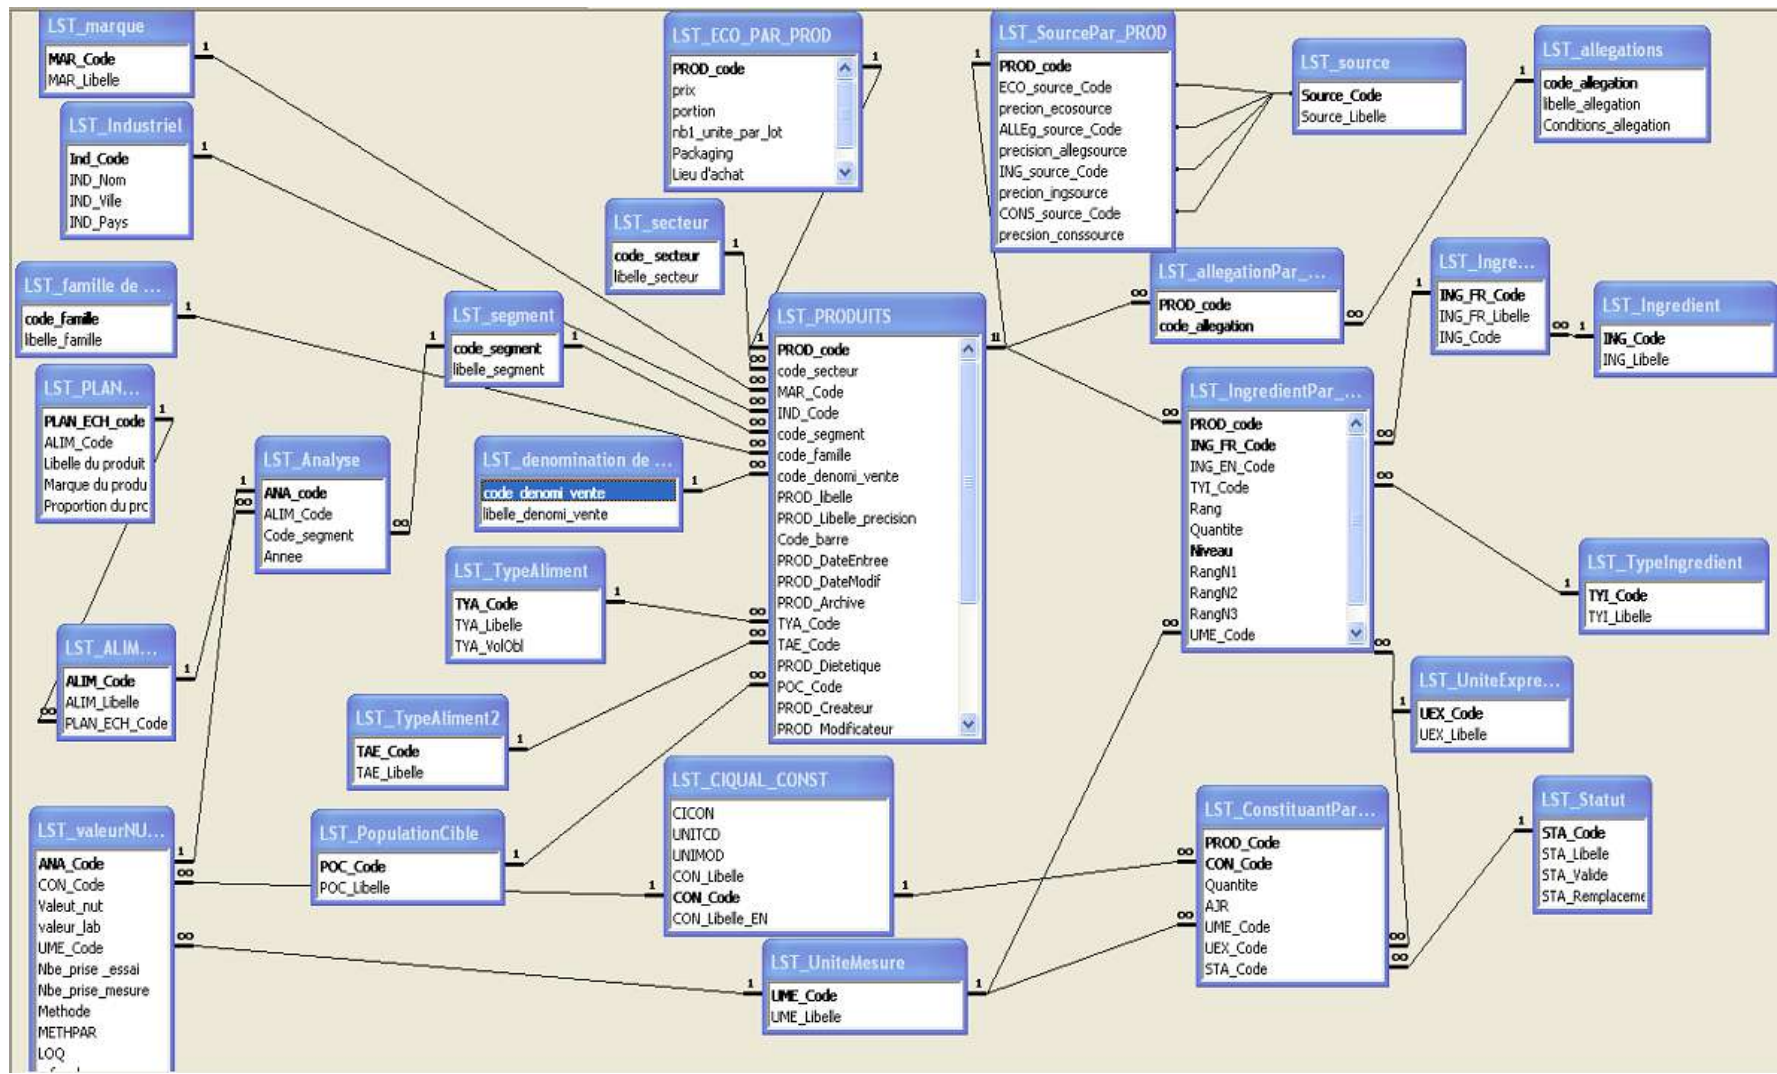 LST_marque
MAR_Code
MAR_Libelle
LST_Industriel
Ind_Code
IND_Nom
IND_Ville
IND_Pays
LST_famille de ...
code_famille
libelle_famille
LST_PLAN...
PLAN_ECH_code
ALIM_Code
Libelle du produit
Marque du produ
Proportion du prc
LST_ALIM...
ALIM_Code
ALIM_Libelle
PLAN_ECH_Code
LST_valeurNU...
ANA_Code
CON_Code
Valeut_nut
valeur_lab
UME_Code
Nbe_prise _essai
Nbe_prise_mesure
Methode
METHPAR
LOQ
LST_Analyse
ANA_code
ALIM_Code
Code_segment
Annee
LST_segment
code_segment
libelle_segment
LST_denomination de ...
code_denomi_vente
libelle_denomi_vente
LST_TypeAliment
TYA_Code
TYA_Libelle
TYA_VolObl
LST_TypeAliment2
TAE_Code
TAE_Libelle
LST_PopulationCible
POC_Code
POC_Libelle
LST_ECO_PAR_PROD
PROD_code
prix
portion
nb1_unite_par_lot
Packaging
Lieu d'achat
LST_secteur
code_ secteur
libelle_secteur
LST_PRODUITS
PROD_code
code_secteur
MAR_Code
IND_Code
code_segment
code_famille
code_denomi_vente
PROD_libelle
PROD_Libelle_precision
Code_barre
PROD_DateEntree
PROD_DateModif
PROD_Archive
TYA_Code
TAE_Code
PROD_Dietetique
POC_Code
PROD_Createur
PROD_Modificateur
LST_CIQUAL_CONST
CICON
UNITCD
UNIMOD
CON_Libelle
CON_Code
CON_Libelle_EN
LST_UniteMesure
UME_Code
UME_Libelle
LST_SourcePar_PROD
PROD_code
ECO_source_Code
precion_ecosource
ALLEg_source_Code
precision_allegsource
ING_source_Code
precion_ingsource
CONS_source_Code
precsion_conssource
LST_source
Source_Code
Source_Libelle
LST_allegations
code_allegation
libelle_allegation
Conditions_allegation
LST_allegationPar_...
PROD_code
code_allegation
LST_Ingre...
ING_FR_Code
ING_FR_Libelle
ING_Code
LST_Ingredient
ING_Code
ING_Libelle
LST_IngredientPar_...
PROD_code
ING_FR_Code
ING_EN_Code
TYI_Code
Rang
Quantite
Niveau
RangN1
RangN2
RangN3
UME_Code
LST_TypeIngredient
TYI_Code
TYI_Libelle
LST_UniteExpre...
UEX_Code
UEX_Libelle
LST_ConstituantPar...
PROD_Code
CON_Code
Quantite
AJR
UME_Code
UEX_Code
STA_Code
LST_Statut
STA_Code
STA_Libelle
STA_Valide
STA_Remplaceme